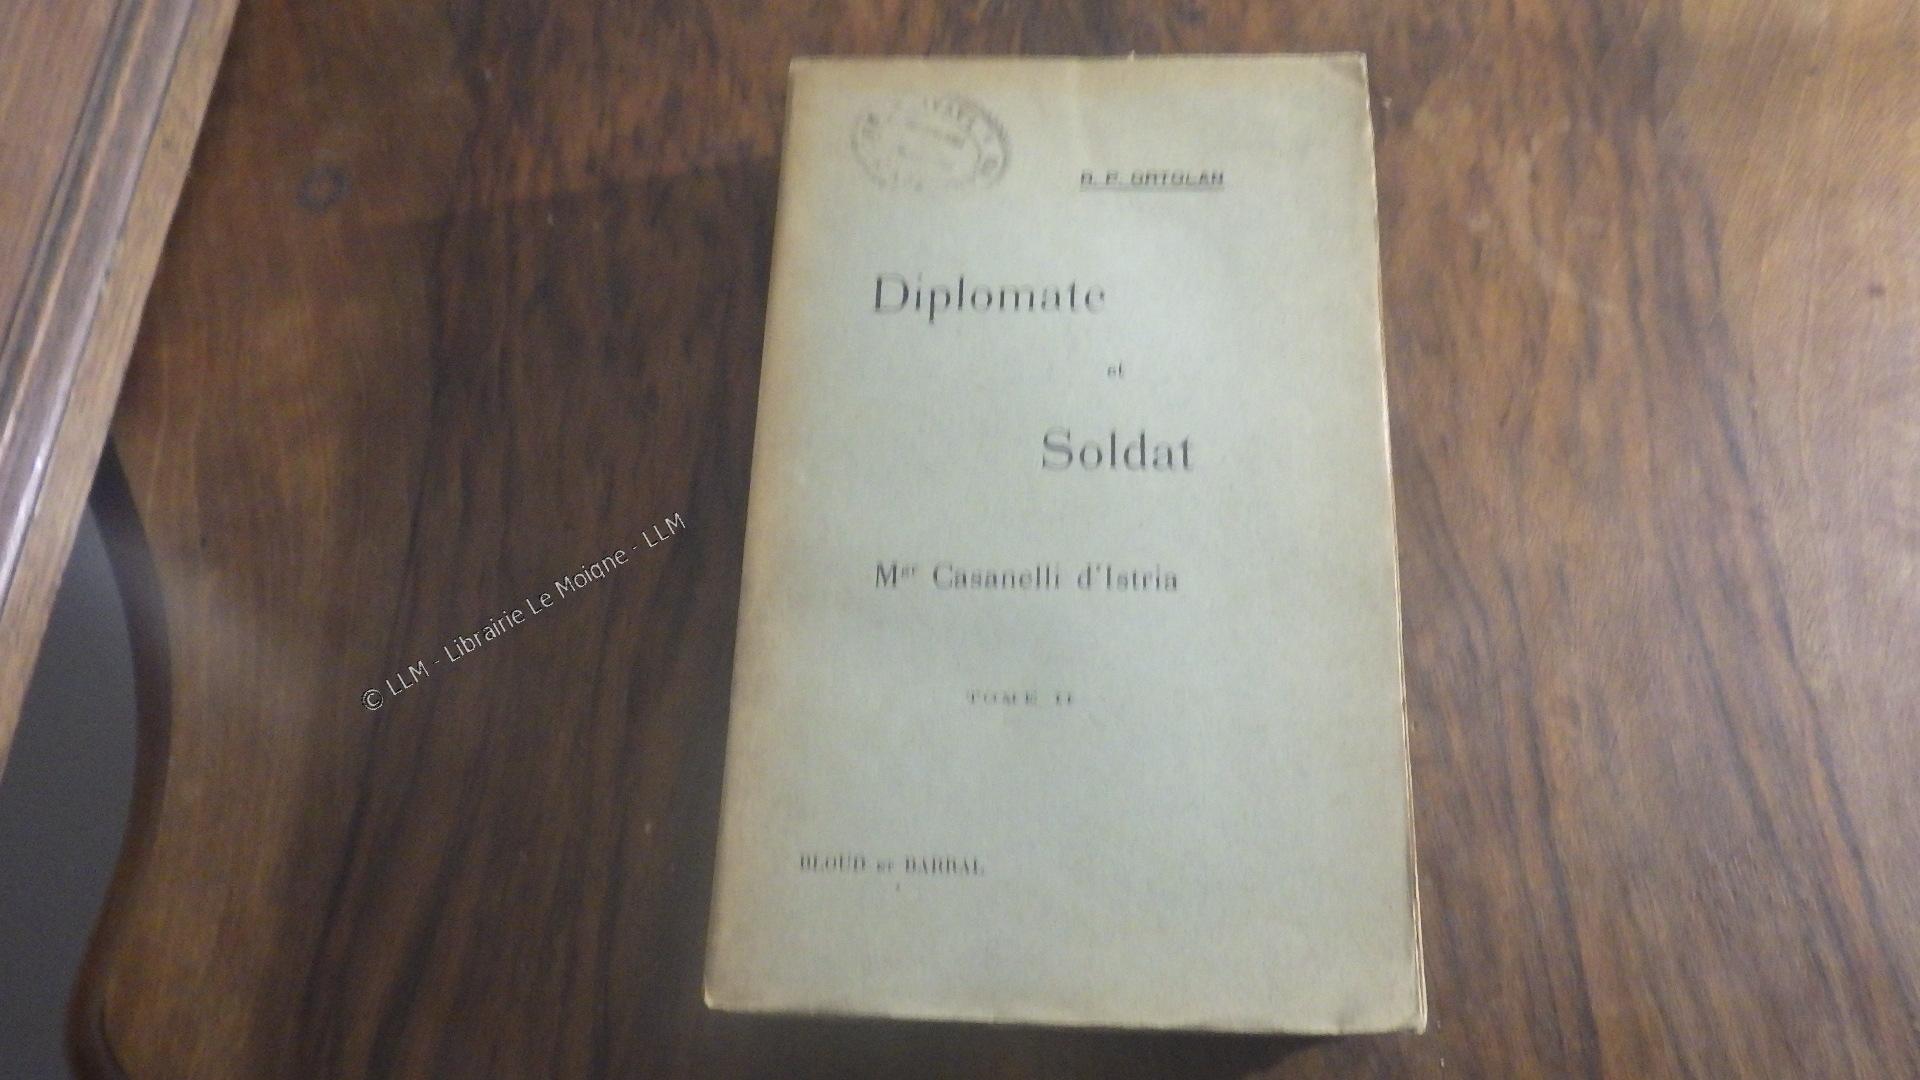 R. P. ORTOLAN
Diplomate
et
Soldat
Mgr Casanelli d'Istria
TOME II
BLOUD ET BARRAL
© LLM - Librairie Le Moigne - LLM